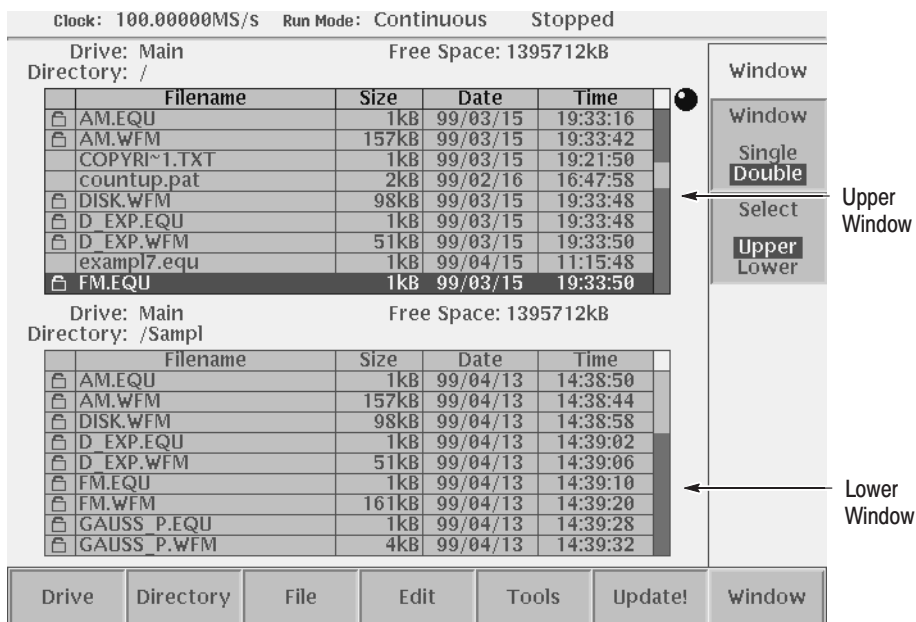 Clock: 100.00000MS/s Run Mode: Continuous Stopped
Drive: Main Free Space: 1395712kB
Directory: /
Filename Size Date Time
AM.EQU 1kB 99/03/15 19:33:16
AM.WFM 157kB 99/03/15 19:33:42
COPYRI~1.TXT 1kB 99/03/15 19:21:50
countup.pat 2kB 99/02/16 16:47:58
DISK.WFM 98kB 99/03/15 19:33:48
D_EXP.EQU 1kB 99/03/15 19:33:48
D_EXP.WFM 51kB 99/03/15 19:33:50
exampl7.equ 1kB 99/04/15 11:15:48
FM.EQU 1kB 99/03/15 19:33:50
Drive: Main Free Space: 1395712kB
Directory: /Sampl
Filename Size Date Time
AM.EQU 1kB 99/04/13 14:38:50
AM.WFM 157kB 99/04/13 14:38:44
DISK.WFM 98kB 99/04/13 14:38:58
D_EXP.EQU 1kB 99/04/13 14:39:02
D_EXP.WFM 51kB 99/04/13 14:39:06
FM.EQU 1kB 99/04/13 14:39:10
FM.WFM 161kB 99/04/13 14:39:20
GAUSS_P.EQU 1kB 99/04/13 14:39:28
GAUSS_P.WFM 4kB 99/04/13 14:39:32
Window
Window
Single
Double
Select
Upper
Lower
Upper
Window
Lower
Window
Drive Directory File Edit Tools Update! Window